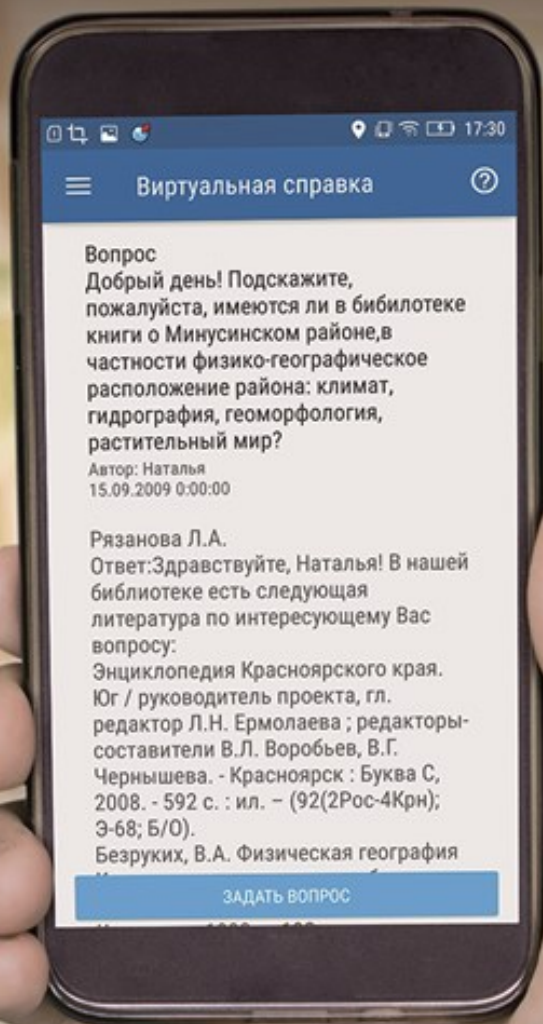 17:30
Виртуальная справка
Вопрос
Добрый день! Подскажите,
пожалуйста, имеются ли в бибилотеке
книги о Минусинском районе,в
частности физико-географическое
расположение района: климат,
гидрография, геоморфология,
растительный мир?
Автор: Наталья
15.09.2009 0:00:00
Рязанова Л.А.
Ответ:Здравствуйте, Наталья! В нашей
библиотеке есть следующая
литература по интересующему Вас
вопросу:
Энциклопедия Красноярского края.
Юг / руководитель проекта, гл.
редактор Л.Н. Ермолаева ; редакторы-
составители В.Л. Воробьев, В.Г.
Чернышева. - Красноярск : Буква С,
2008. - 592 с. : ил. – (92(2Рос-4Крн);
Э-68; Б/О).
Безруких, В.А. Физическая география
ЗАДАТЬ ВОПРОС